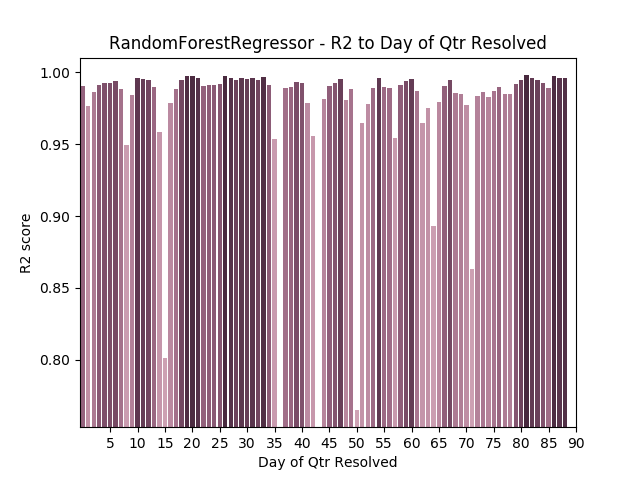 RandomForestRegressor - R2 to Day of Qtr Resolved
1.00
0.95
0.90
0.85
0.80
R2 score
5 10 15 20 25 30 35 40 45 50 55 60 65 70 75 80 85 90
Day of Qtr Resolved